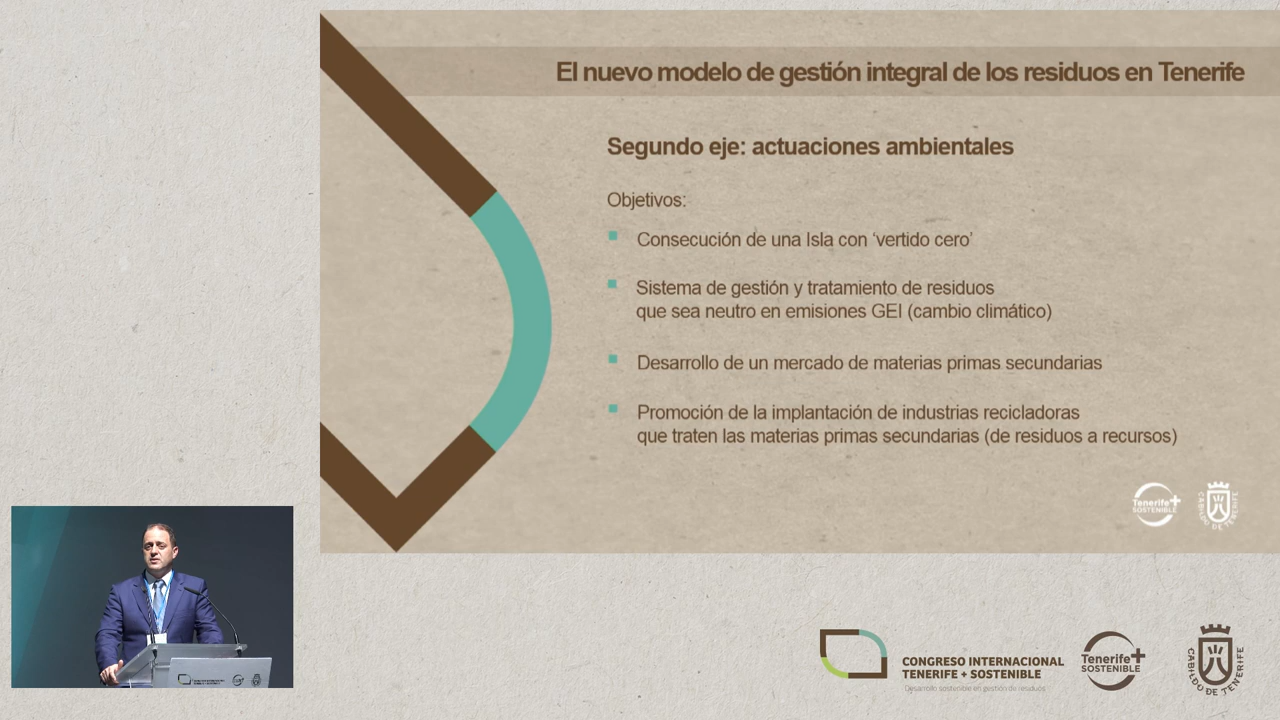 El nuevo modelo de gestión integral de los residuos en Tenerife
Segundo eje: actuaciones ambientales
Objetivos:
Consecución de una Isla con ‘vertido cero’
Sistema de gestión y tratamiento de residuos
que sea neutro en emisiones GEI (cambio climático)
Desarrollo de un mercado de materias primas secundarias
Promoción de la implantación de industrias recicladoras
que traten las materias primas secundarias (de residuos a recursos)
Tenerife+
SOSTENIBLE
CABILDO DE TENERIFE
CONGRESO INTERNACIONAL
TENERIFE + SOSTENIBLE
Desarrollo sostenible en gestión de residuos
Tenerife+
SOSTENIBLE
CABILDO DE TENERIFE